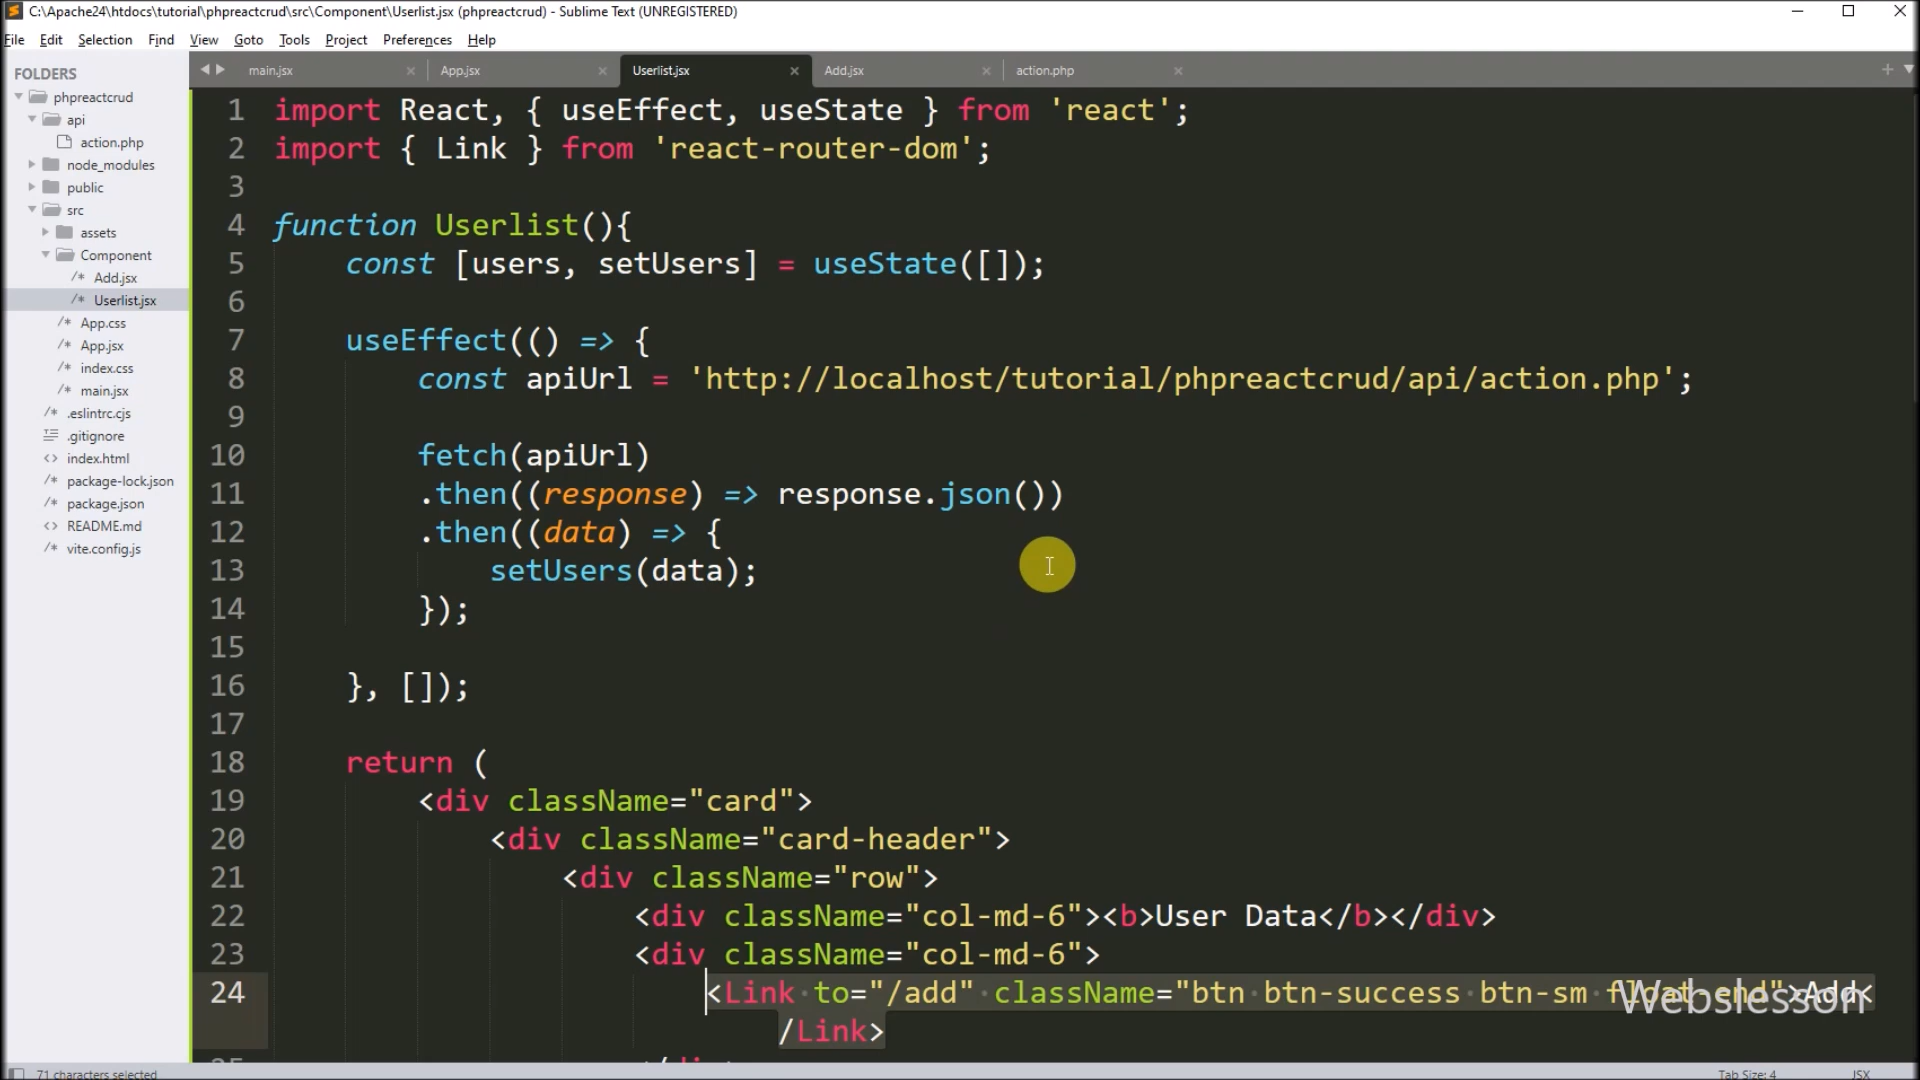 C:\Apache24\htdocs\tutorial\phpreactcrud\src\Component\Userlist.jsx (phpreactcrud) - Sublime Text (UNREGISTERED)
File Edit Selection Find View Goto Tools Project Preferences Help
FOLDERS
phpreactcrud
api
action.php
node_modules
public
src
assets
Component
/* Add.jsx
/* Userlist.jsx
/* App.css
/* App.jsx
/* index.css
/* main.jsx
/* .eslintrc.cjs
.gitignore
<> index.html
/* package-lock.json
/* package.json
<> README.md
/* vite.config.js
main.jsx × App.jsx × Userlist.jsx × Add.jsx × action.php ×
1 import React, { useEffect, useState } from 'react';
2 import { Link } from 'react-router-dom';
3
4 function Userlist(){
5 const [users, setUsers] = useState([]);
6
7 useEffect(() => {
8 const apiUrl = 'http://localhost/tutorial/phpreactcrud/api/action.php';
9
10 fetch(apiUrl)
11 .then((response) => response.json())
12 .then((data) => {
13 setUsers(data);
14 });
15
16 }, []);
17
18 return (
19 <div className="card">
20 <div className="card-header">
21 <div className="row">
22 <div className="col-md-6"><b>User Data</b></div>
23 <div className="col-md-6">
24 <Link to="/add" className="btn btn-success btn-sm float-end">Add<
/Link>
25 </div>
Webslesson
71 characters selected
Tab Size: 4
JSX